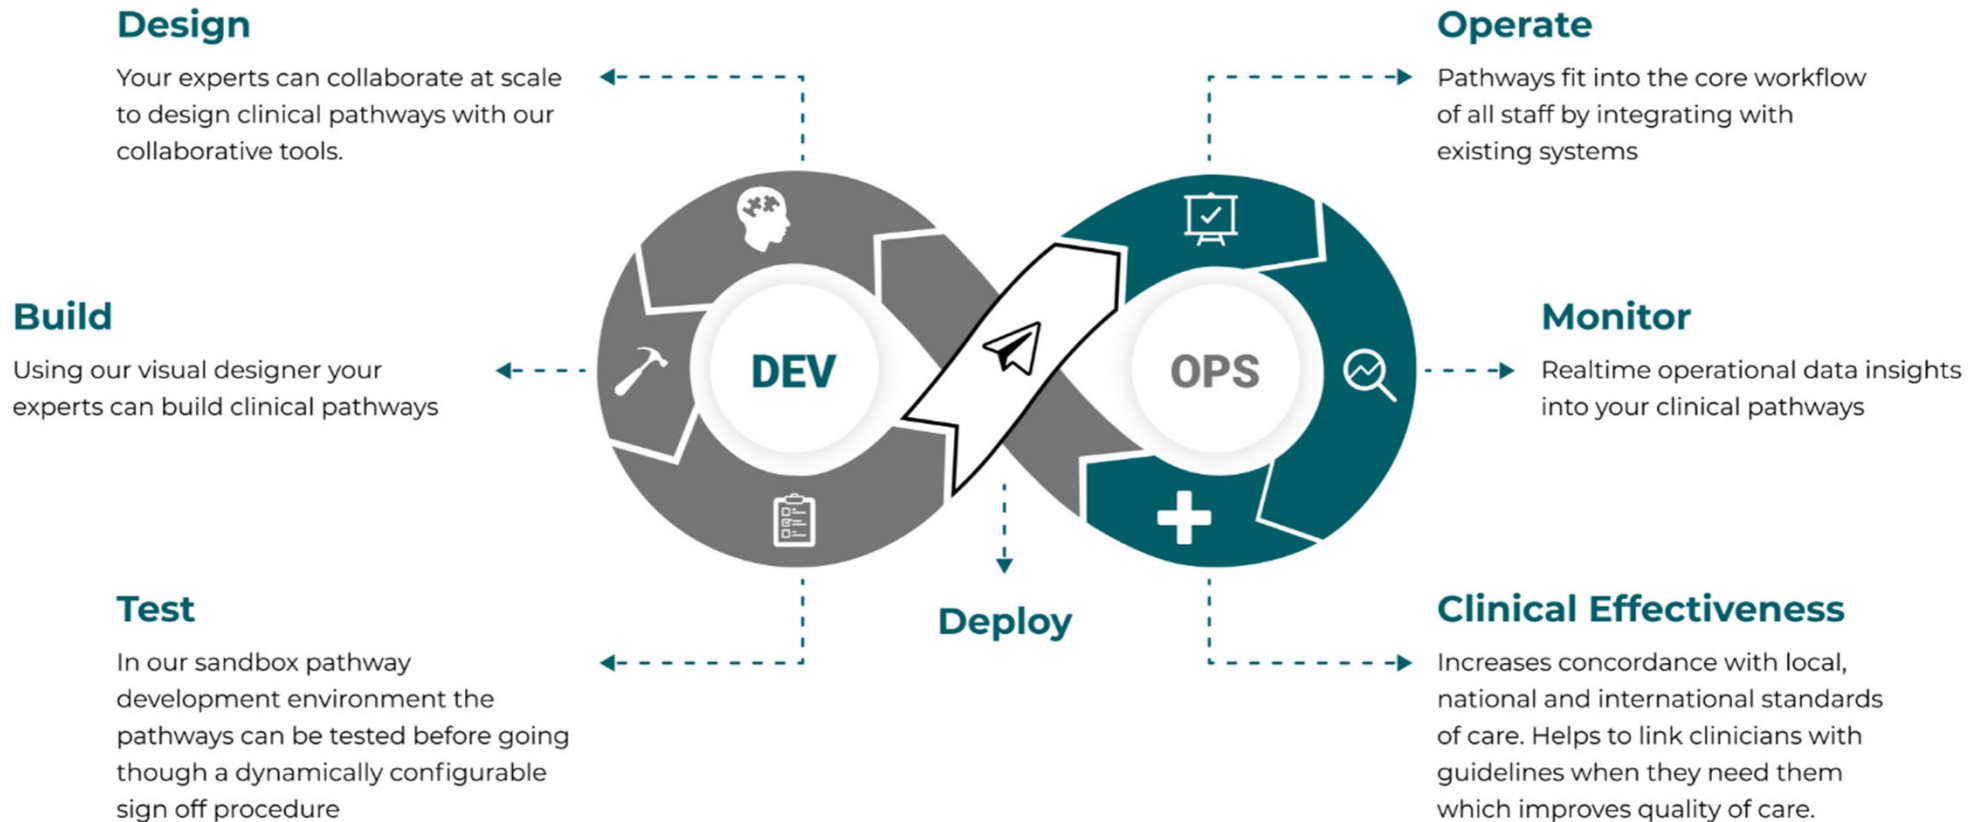 Design
Your experts can collaborate at scale
to design clinical pathways with our
collaborative tools.
Build
Using our visual designer your
experts can build clinical pathways
Test
In our sandbox pathway
development environment the
pathways can be tested before going
though a dynamically configurable
sign off procedure
DEV
OPS
Deploy
Operate
Pathways fit into the core workflow
of all staff by integrating with
existing systems
Monitor
Realtime operational data insights
into your clinical pathways
Clinical Effectiveness
Increases concordance with local,
national and international standards
of care. Helps to link clinicians with
guidelines when they need them
which improves quality of care.